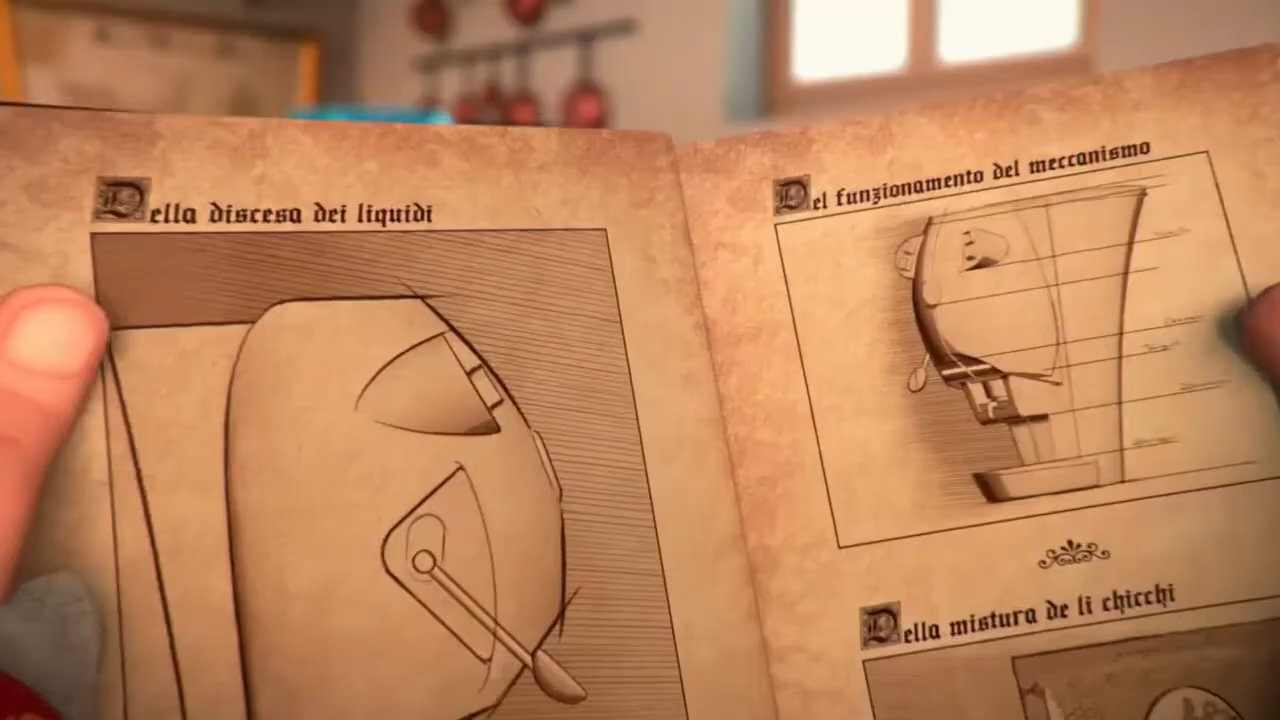 Della discesa dei liquidi
Del funzionamento del meccanismo
Della mistura de li chicchi